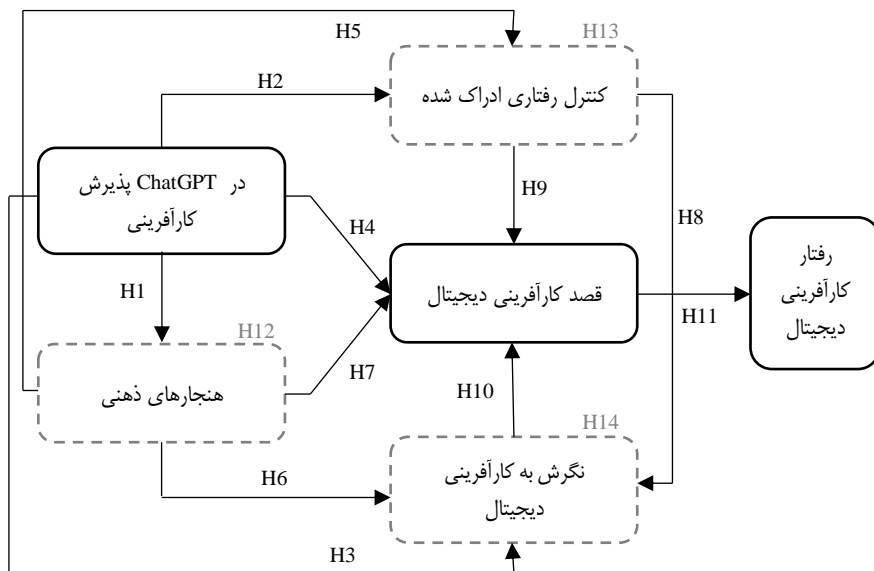 H5
H13
کنترل رفتاری ادراک شده
H2
پذیرش ChatGPT در
کارآفرینی
H9
H4
H8
رفتار
کارآفرینی
دیجیتال
قصد کارآفرینی دیجیتال
H1
H11
H12
هنجارهای ذهنی
H7
H10
H14
نگرش به کارآفرینی
دیجیتال
H6
H3